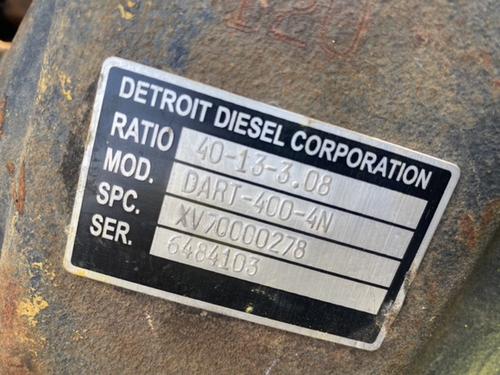 DETROIT DIESEL CORPORATION
RATIO 40-13-3.08
MOD. DART-400-4N
SPC. XV70000278
SER. 6484103